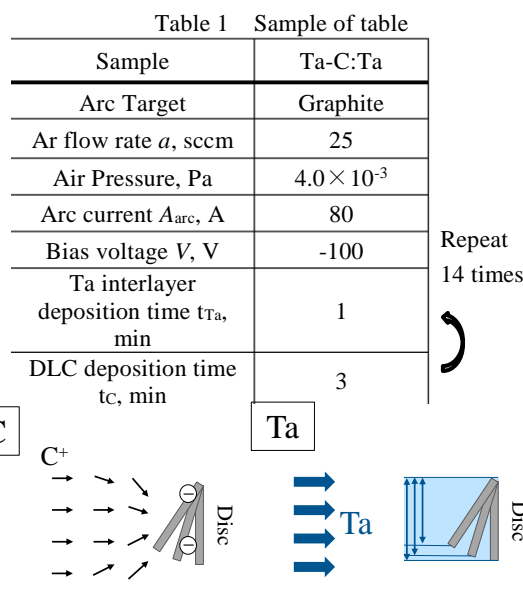 Table 1 Sample of table
Sample Ta-C:Ta
Arc Target Graphite
Ar flow rate a, sccm 25
Air Pressure, Pa 4.0×10-3
Arc current Aarc, A 80
Bias voltage V, V -100
Ta interlayer
deposition time tTa,
min
1
DLC deposition time
tC, min
3
Repeat
14 times
C
Ta
C+
Disc
Ta
Disc